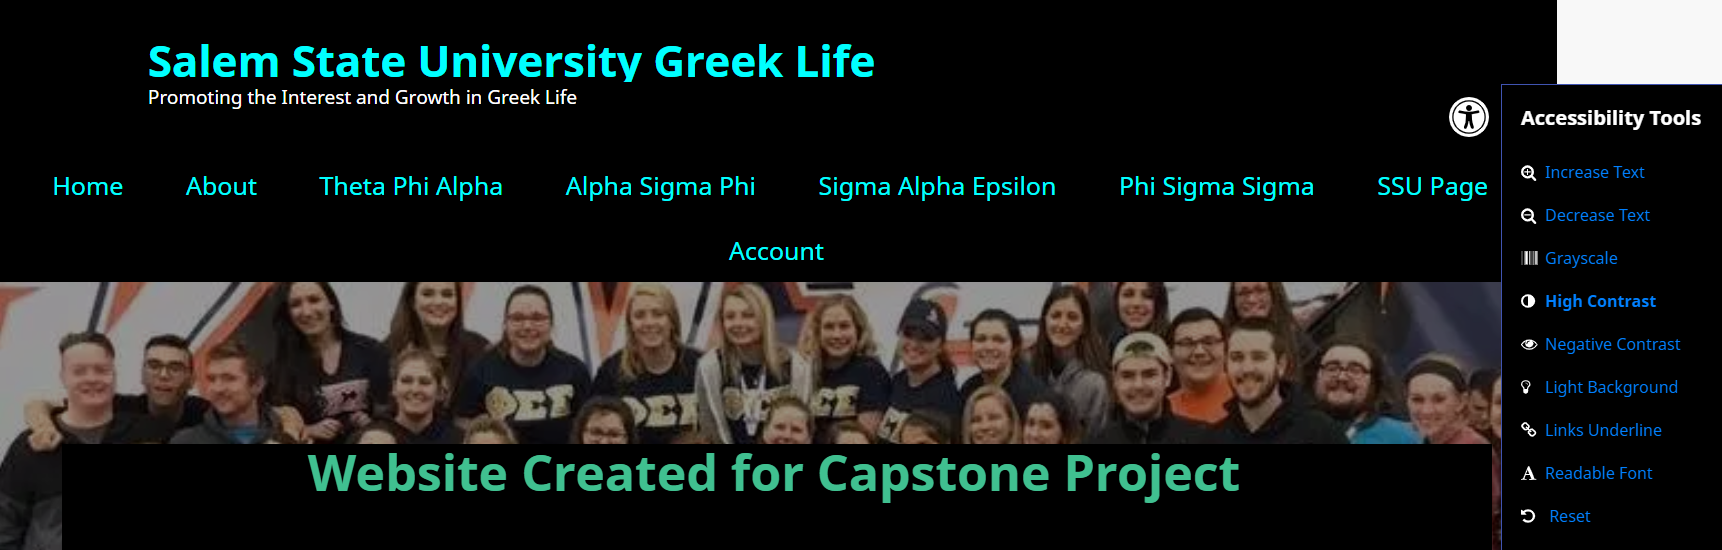 Salem State University Greek Life
Promoting the Interest and Growth in Greek Life
Home About Theta Phi Alpha Alpha Sigma Phi Sigma Alpha Epsilon Phi Sigma Sigma SSU Page
Account
Accessibility Tools
Increase Text
Decrease Text
Grayscale
High Contrast
Negative Contrast
Light Background
Links Underline
Readable Font
Reset
ΦΣΣ
Website Created for Capstone Project